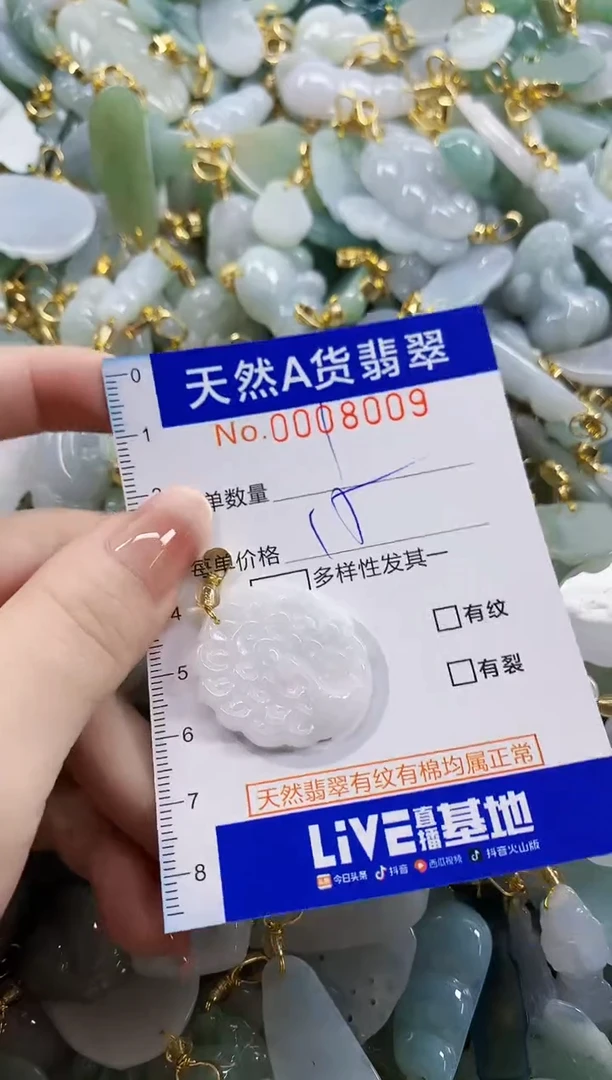 天然A货翡翠
No.0008009
0
1
单数量
每单价格
多样性发其一
4
有纹
5
有裂
6
天然翡翠有纹有棉均属正常
7
LiVE直播基地
8
今日头条 抖音 西瓜视频 抖音火山版